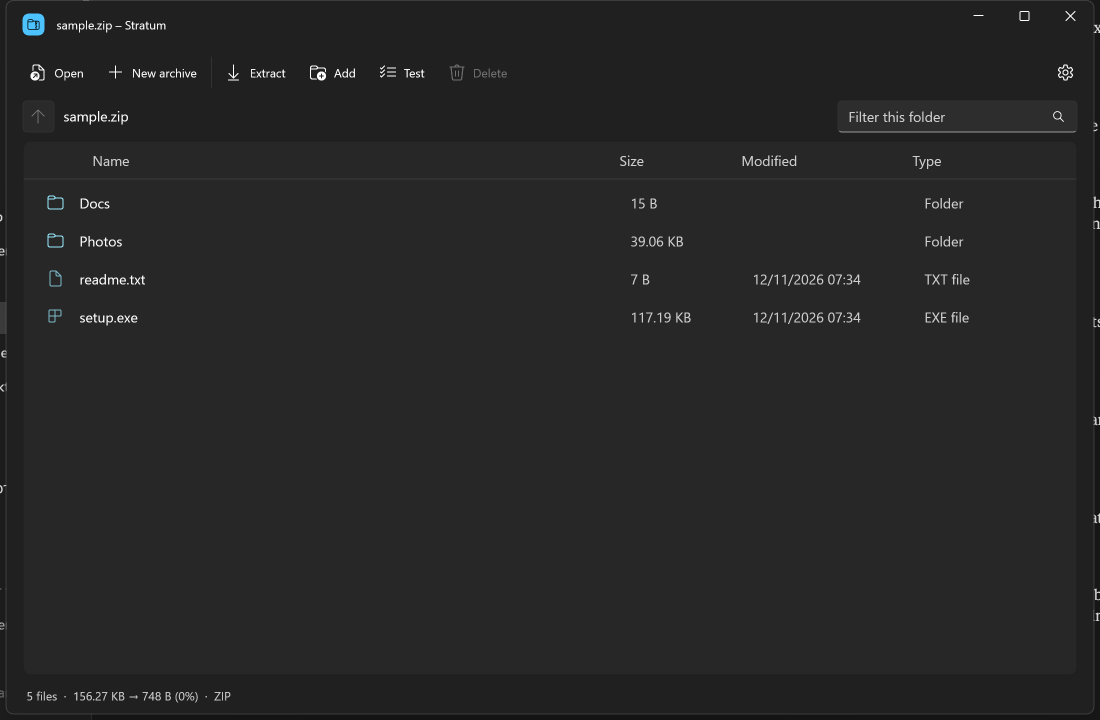 sample.zip – Stratum
Open New archive Extract Add Test Delete
sample.zip Filter this folder
Name Size Modified Type
Docs 15 B Folder
Photos 39.06 KB Folder
readme.txt 7 B 12/11/2026 07:34 TXT file
setup.exe 117.19 KB 12/11/2026 07:34 EXE file
5 files · 156.27 KB → 748 B (0%) · ZIP